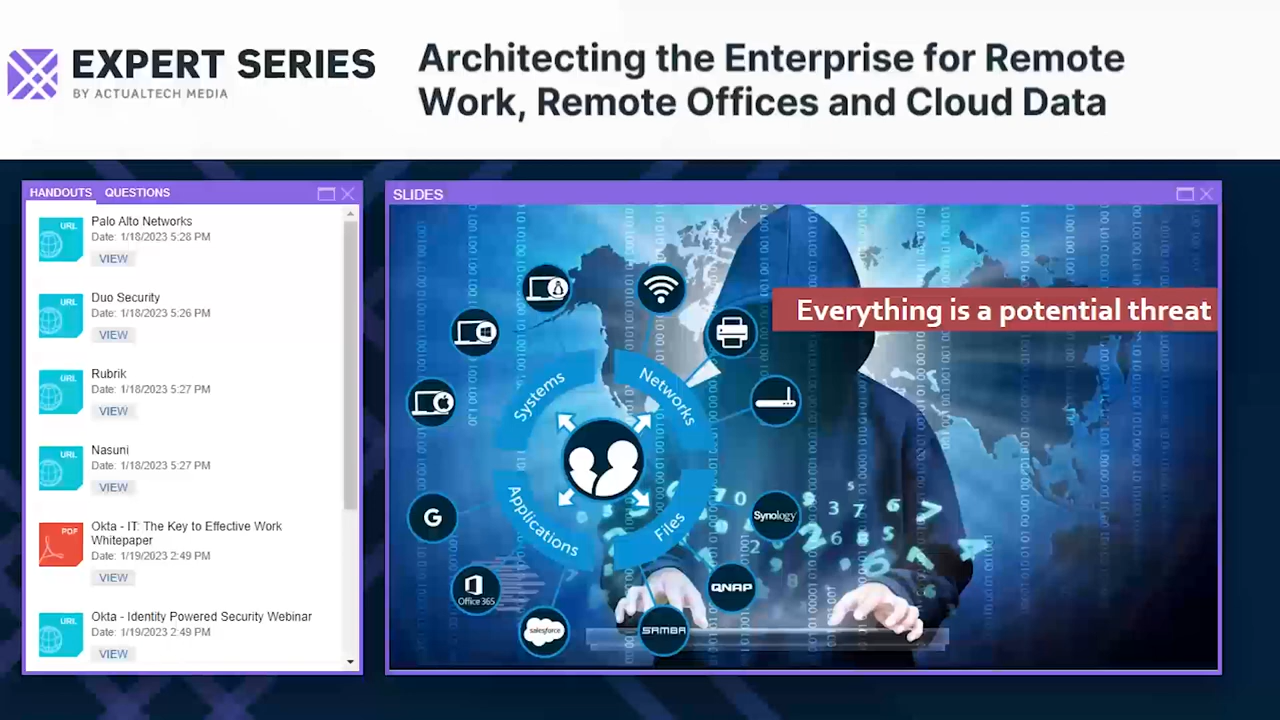 EXPERT SERIES
BY ACTUALTECH MEDIA
Architecting the Enterprise for Remote
Work, Remote Offices and Cloud Data
HANDOUTS QUESTIONS
URL
Palo Alto Networks
Date: 1/18/2023 5:28 PM
VIEW
URL
Duo Security
Date: 1/18/2023 5:26 PM
VIEW
URL
Rubrik
Date: 1/18/2023 5:27 PM
VIEW
URL
Nasuni
Date: 1/18/2023 5:27 PM
VIEW
PDF
Okta - IT: The Key to Effective Work
Whitepaper
Date: 1/19/2023 2:49 PM
VIEW
URL
Okta - Identity Powered Security Webinar
Date: 1/19/2023 2:49 PM
VIEW
SLIDES
Everything is a potential threat
Systems
Networks
Applications
Files
G
Synology
Office 365
QNAP
salesforce
SAMBA